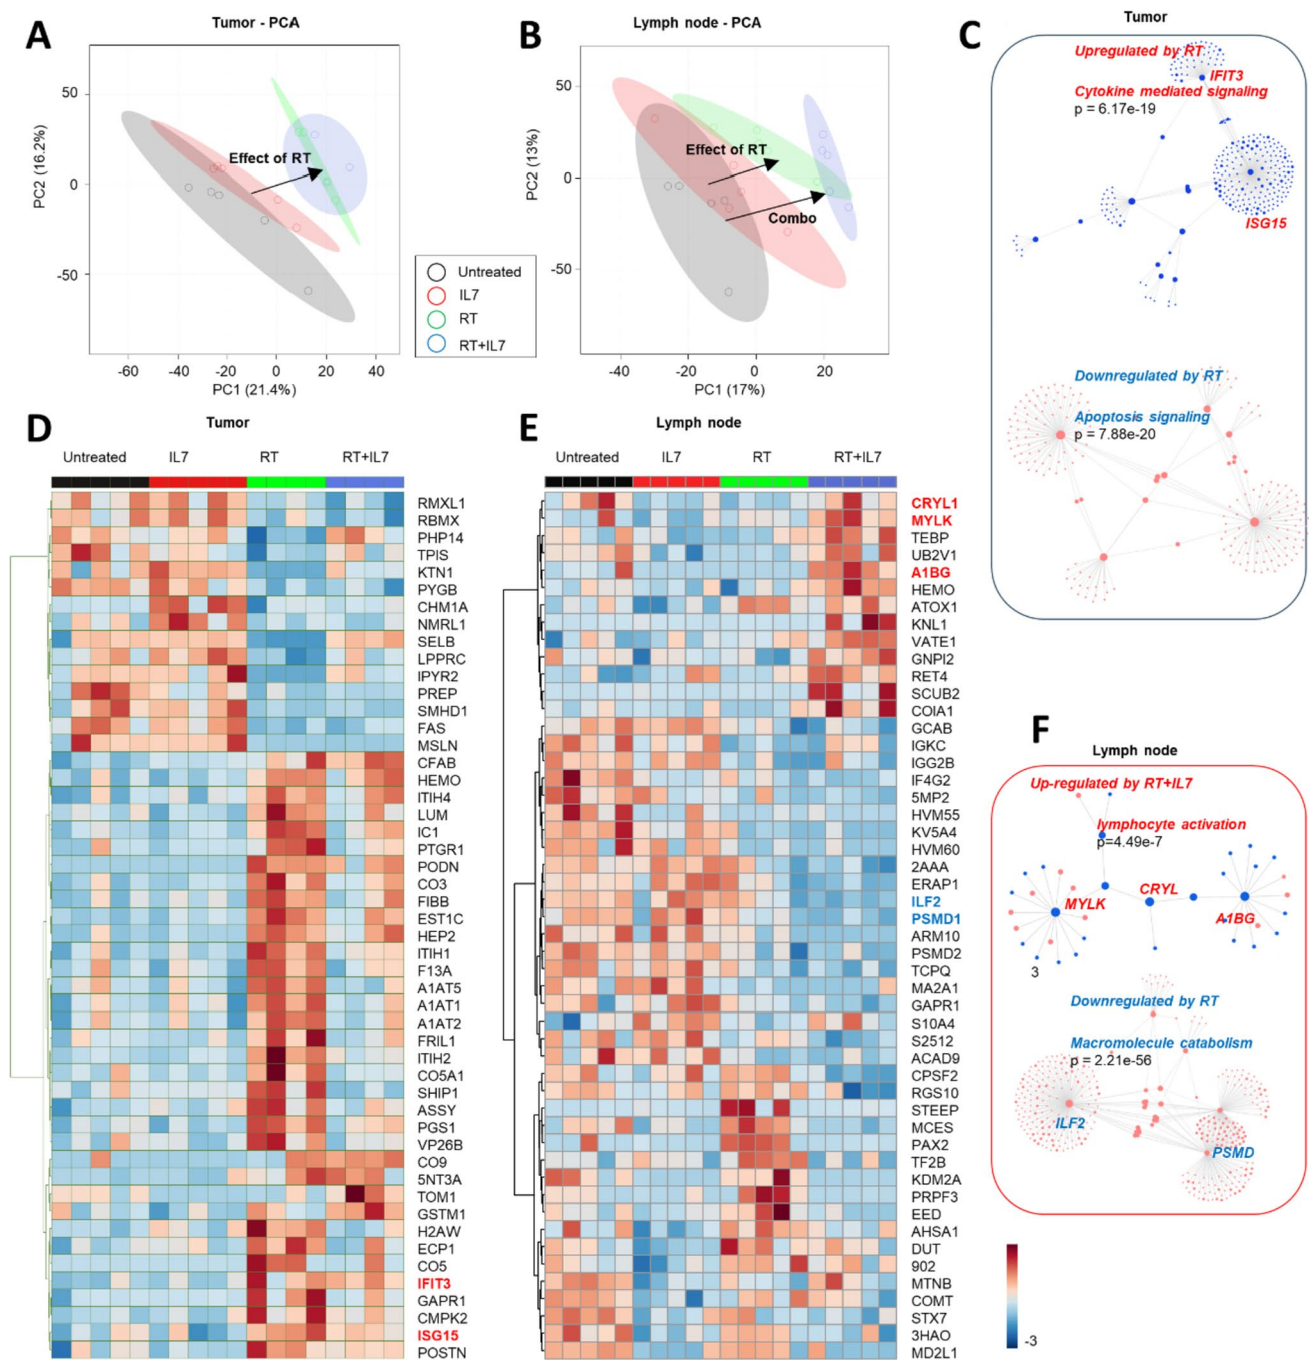 A
Tumor - PCA
PC2 (16.2%)
50
0
-50
Effect of RT
-60
-40
-20
0
20
40
PC1 (21.4%)
Untreated
IL7
RT
RT+IL7
B
Lymph node - PCA
PC2 (13%)
50
0
-50
Effect of RT
Combo
-40
-20
0
20
PC1 (17%)
C
Tumor
Upregulated by RT
IFIT3
Cytokine mediated signaling
p = 6.17e-19
ISG15
Downregulated by RT
Apoptosis signaling
p = 7.88e-20
D
Tumor
Untreated
IL7
RT
RT+IL7
RMXL1
RBMX
PHP14
TPIS
KTN1
PYGB
CHM1A
NMRL1
SELB
LPPRC
IPYR2
PREP
SMHD1
FAS
MSLN
CFAB
HEMO
ITIH4
LUM
IC1
PTGR1
PODN
CO3
FIBB
EST1C
HEP2
ITIH1
F13A
A1AT5
A1AT1
A1AT2
FRIL1
ITIH2
CO5A1
SHIP1
ASSY
PGS1
VP26B
CO9
5NT3A
TOM1
GSTM1
H2AW
ECP1
CO5
IFIT3
GAPR1
CMPK2
ISG15
POSTN
E
Lymph node
Untreated
IL7
RT
RT+IL7
CRYL1
MYLK
TEBP
UB2V1
A1BG
HEMO
ATOX1
KNL1
VATE1
GNPI2
RET4
SCUB2
COIA1
GCAB
IGKC
IGG2B
IF4G2
5MP2
HVM55
KV5A4
HVM60
2AAA
ERAP1
ILF2
PSMD1
ARM10
PSMD2
TCPQ
MA2A1
GAPR1
S10A4
S2512
ACAD9
CPSF2
RGS10
STEEP
MCES
PAX2
TF2B
KDM2A
PRPF3
EED
AHSA1
DUT
902
MTNB
COMT
STX7
3HAO
MD2L1
F
Lymph node
Up-regulated by RT+IL7
lymphocyte activation
p=4.49e-7
CRYL
MYLK
A1BG
3
Downregulated by RT
Macromolecule catabolism
p = 2.21e-56
ILF2
PSMD
-3